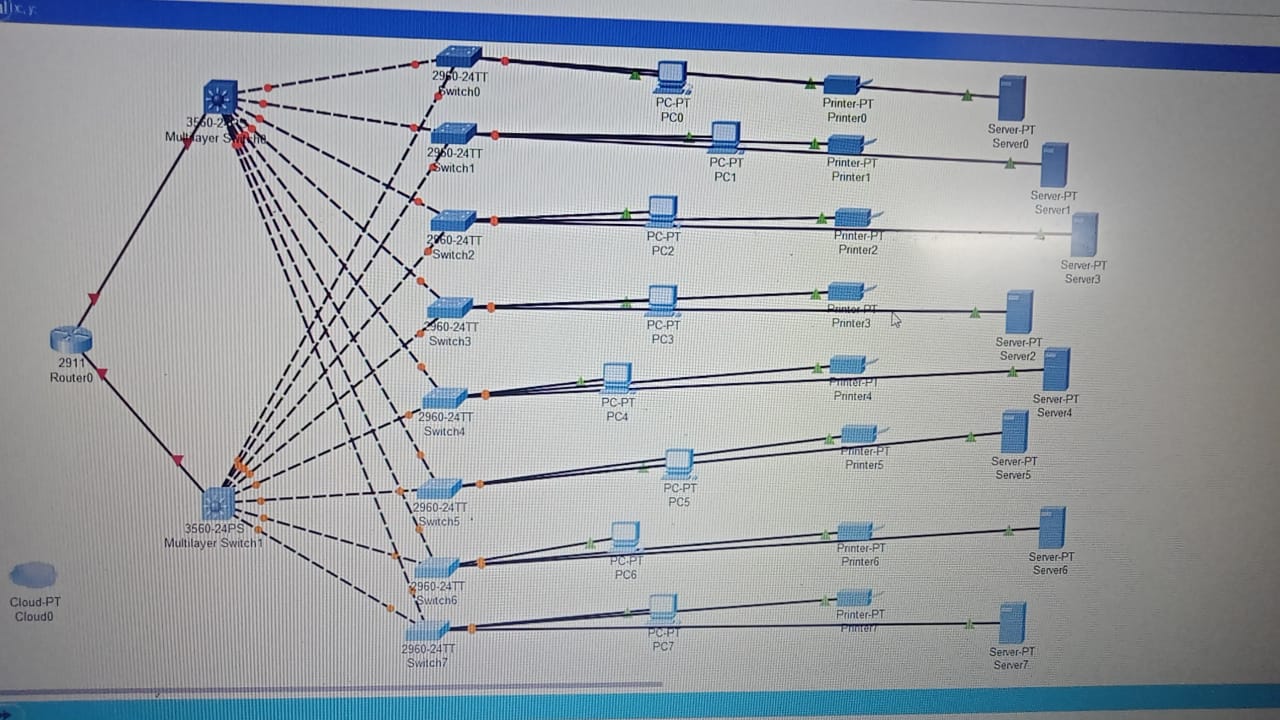 x, y:
2960-24TT
Switch0
PC-PT
PC0
Printer-PT
Printer0
Server-PT
Server0
Multilayer Switch0
2960-24TT
Switch1
PC-PT
PC1
Printer-PT
Printer1
Server-PT
Server1
2960-24TT
Switch2
PC-PT
PC2
Printer-PT
Printer2
Server-PT
Server3
2960-24TT
Switch3
PC-PT
PC3
Printer-PT
Printer3
Server-PT
Server2
2911
Router0
2960-24TT
Switch4
PC-PT
PC4
Printer-PT
Printer4
Server-PT
Server4
2960-24TT
Switch5
PC-PT
PC5
Printer-PT
Printer5
Server-PT
Server5
3560-24PS
Multilayer Switch1
2960-24TT
Switch6
PC-PT
PC6
Printer-PT
Printer6
Server-PT
Server6
Cloud-PT
Cloud0
2960-24TT
Switch7
PC-PT
PC7
Printer-PT
Printer7
Server-PT
Server7